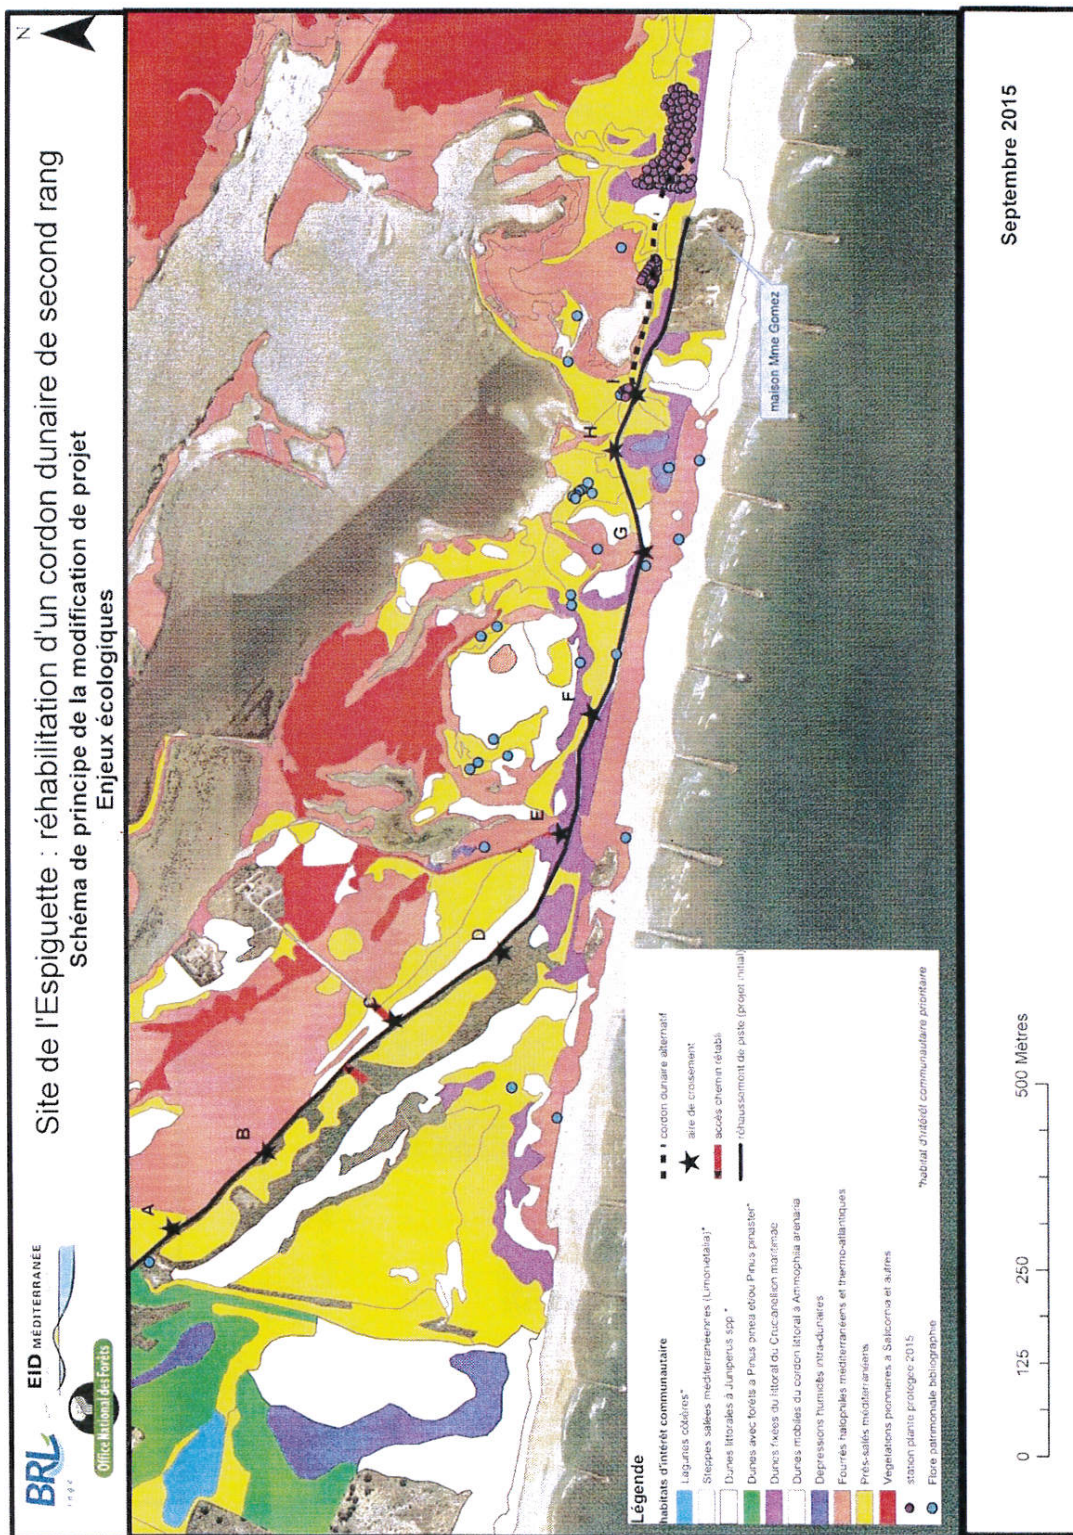 Site de l'Espiguette : réhabilitation d'un cordon dunaire de second rang
Schéma de principe de la modification de projet
Enjeux écologiques
N
BRL
EID MÉDITERRANÉE
Office National des Forêts
A
B
C
D
E
F
G
H
I
maison Mme Gomez
Légende
habitats d'intérêt communautaire
Lagunes côtières*
Steppes salées méditerranéennes (Limonietalia)*
Dunes littorales à Juniperus spp *
Dunes avec forêts à Pinus pinea et/ou Pinus pinaster*
Dunes fixées du littoral du Crucianellion maritimae
Dunes mobiles du cordon littoral à Ammophila arenaria
Dépressions humides intra-dunaires
Fourrés halophiles méditerranéens et thermo-atlantiques
Prés-salés méditerranéens
Végétations pionnières à Salicornia et autres
station plante protégée 2015
Flore patrimoniale bibliographie
cordon dunaire alternatif
aire de croisement
accès chemin rétabli
réhaussement de piste (projet initial)
*habitat d'intérêt communautaire prioritaire
0 125 250 500 Mètres
Septembre 2015